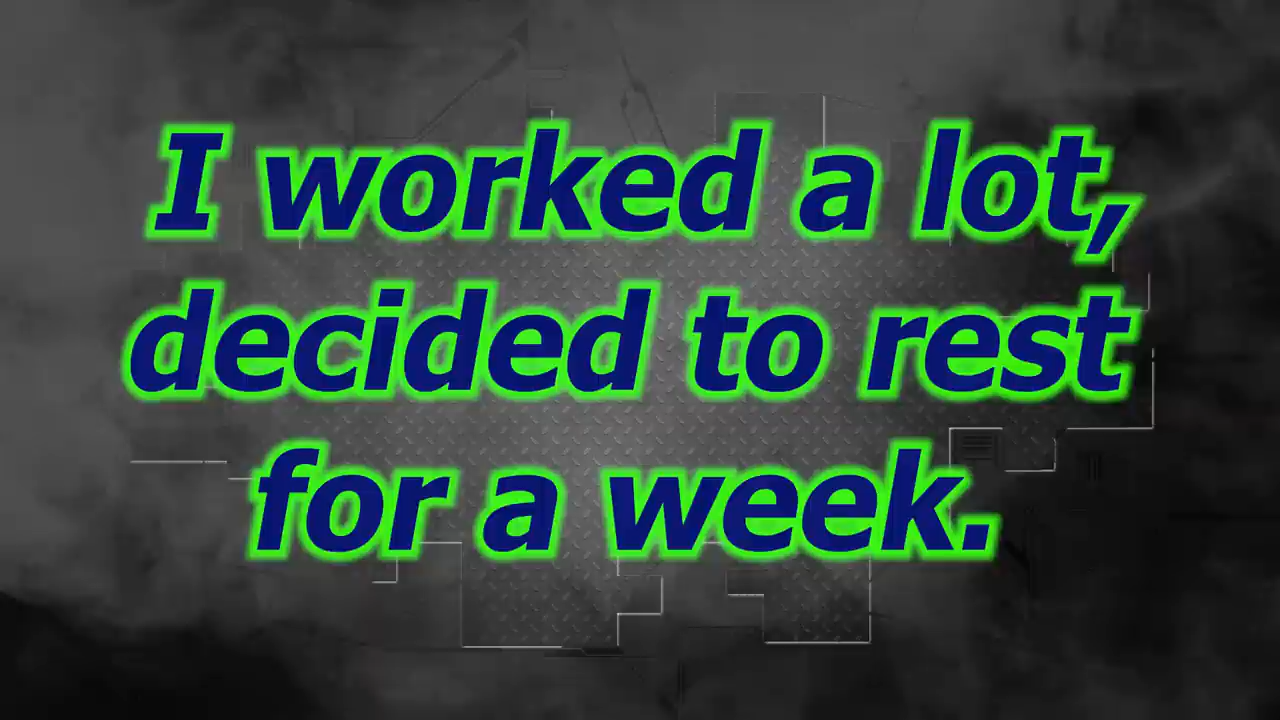 I worked a lot,
decided to rest
for a week.